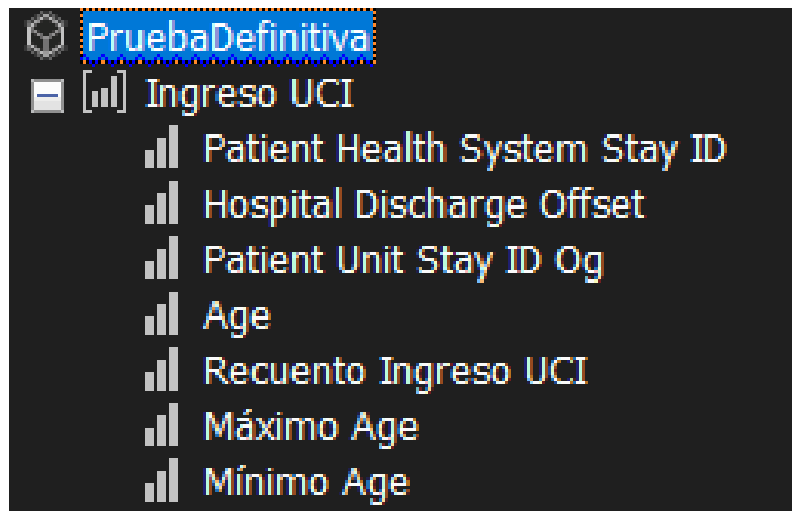 PruebaDefinitiva
Ingreso UCI
Patient Health System Stay ID
Hospital Discharge Offset
Patient Unit Stay ID Og
Age
Recuento Ingreso UCI
Máximo Age
Mínimo Age